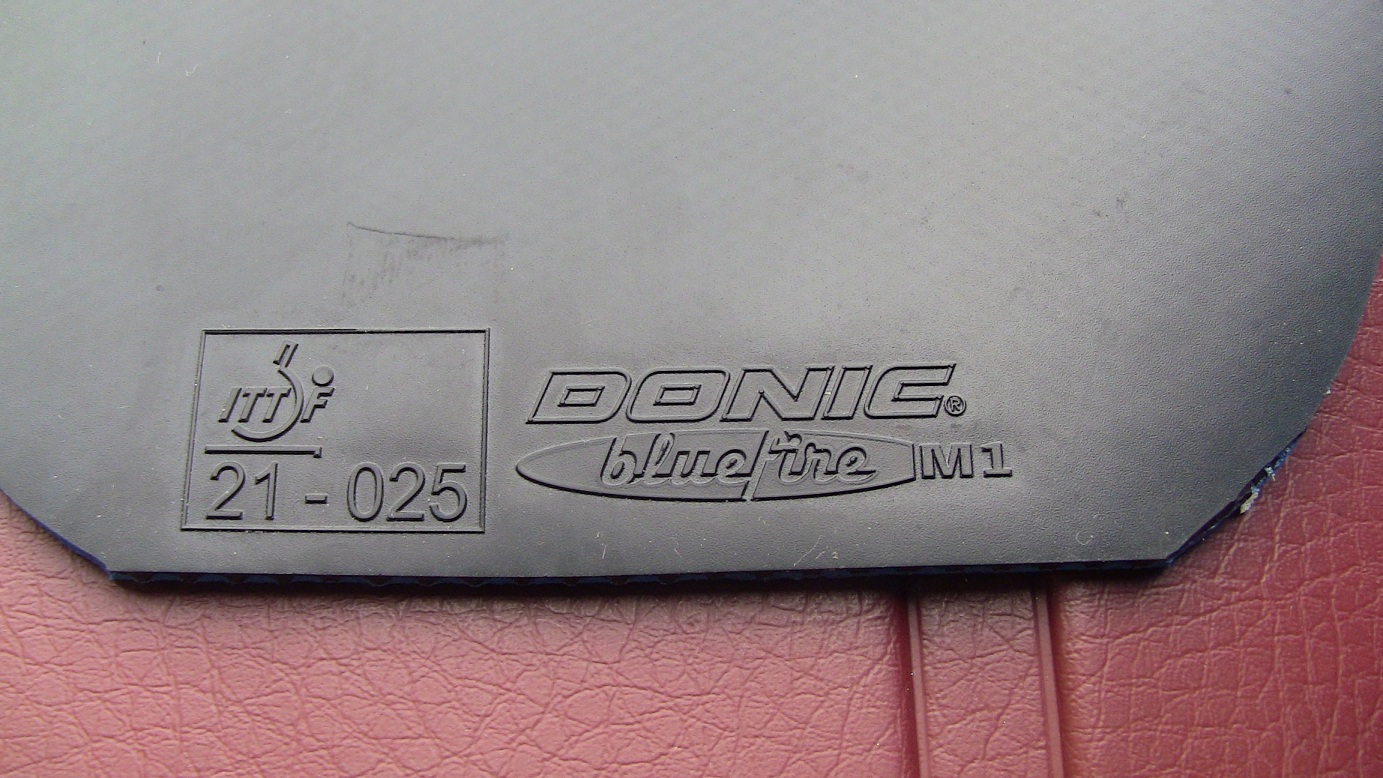 ITTF
21 - 025
DONIC®
bluefire M1